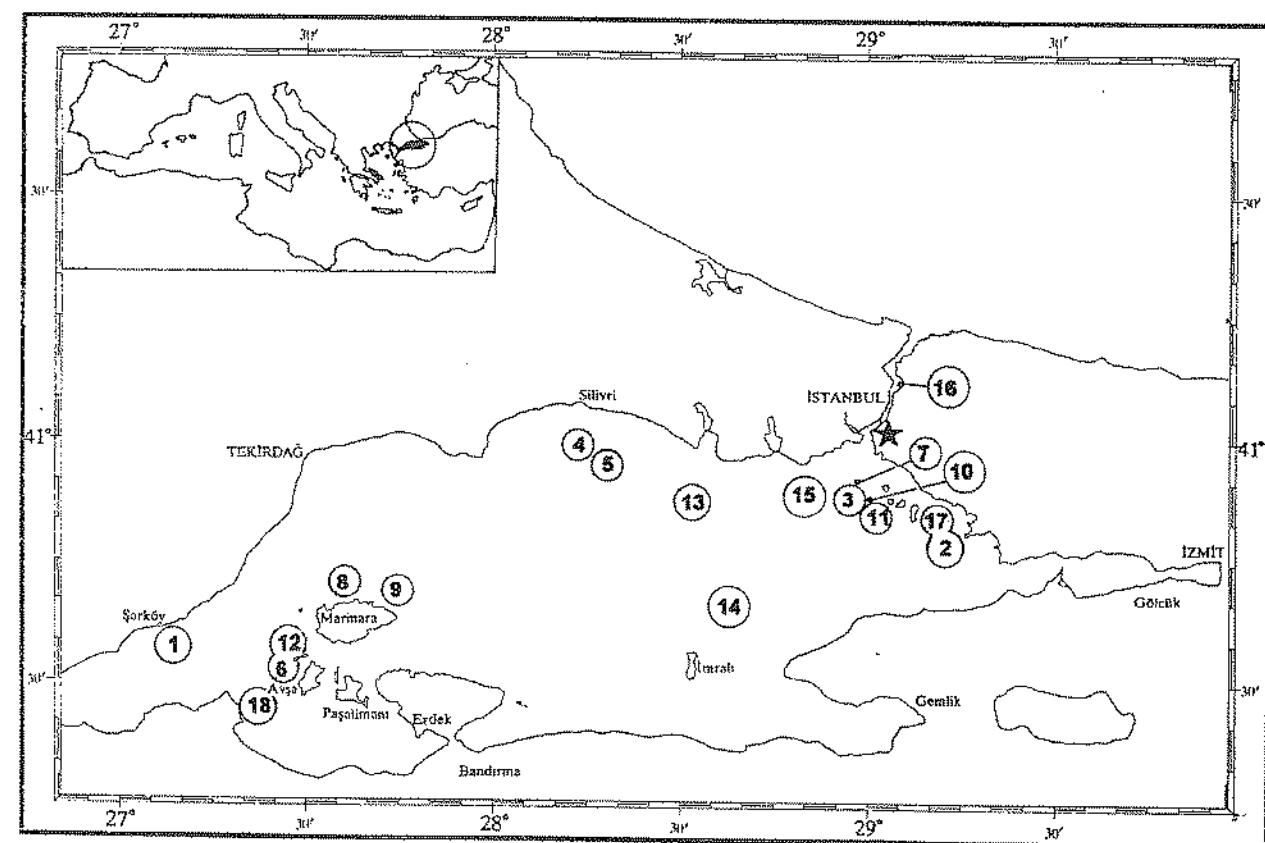 27°
30'
28°
30'
29°
30'
30'
30'
Silivri
İSTANBUL
16
41°
TEKİRDAĞ
4
5
7
41°
10
13
15
3
11
17
2
İZMİT
8
9
14
Gölcük
Şarköy
Marmara
1
12
6
İmralı
30'
30'
Avşa
18
Paşalimanı
Erdek
Gemlik
Bandırma
27°
30'
28°
30'
29°
30'